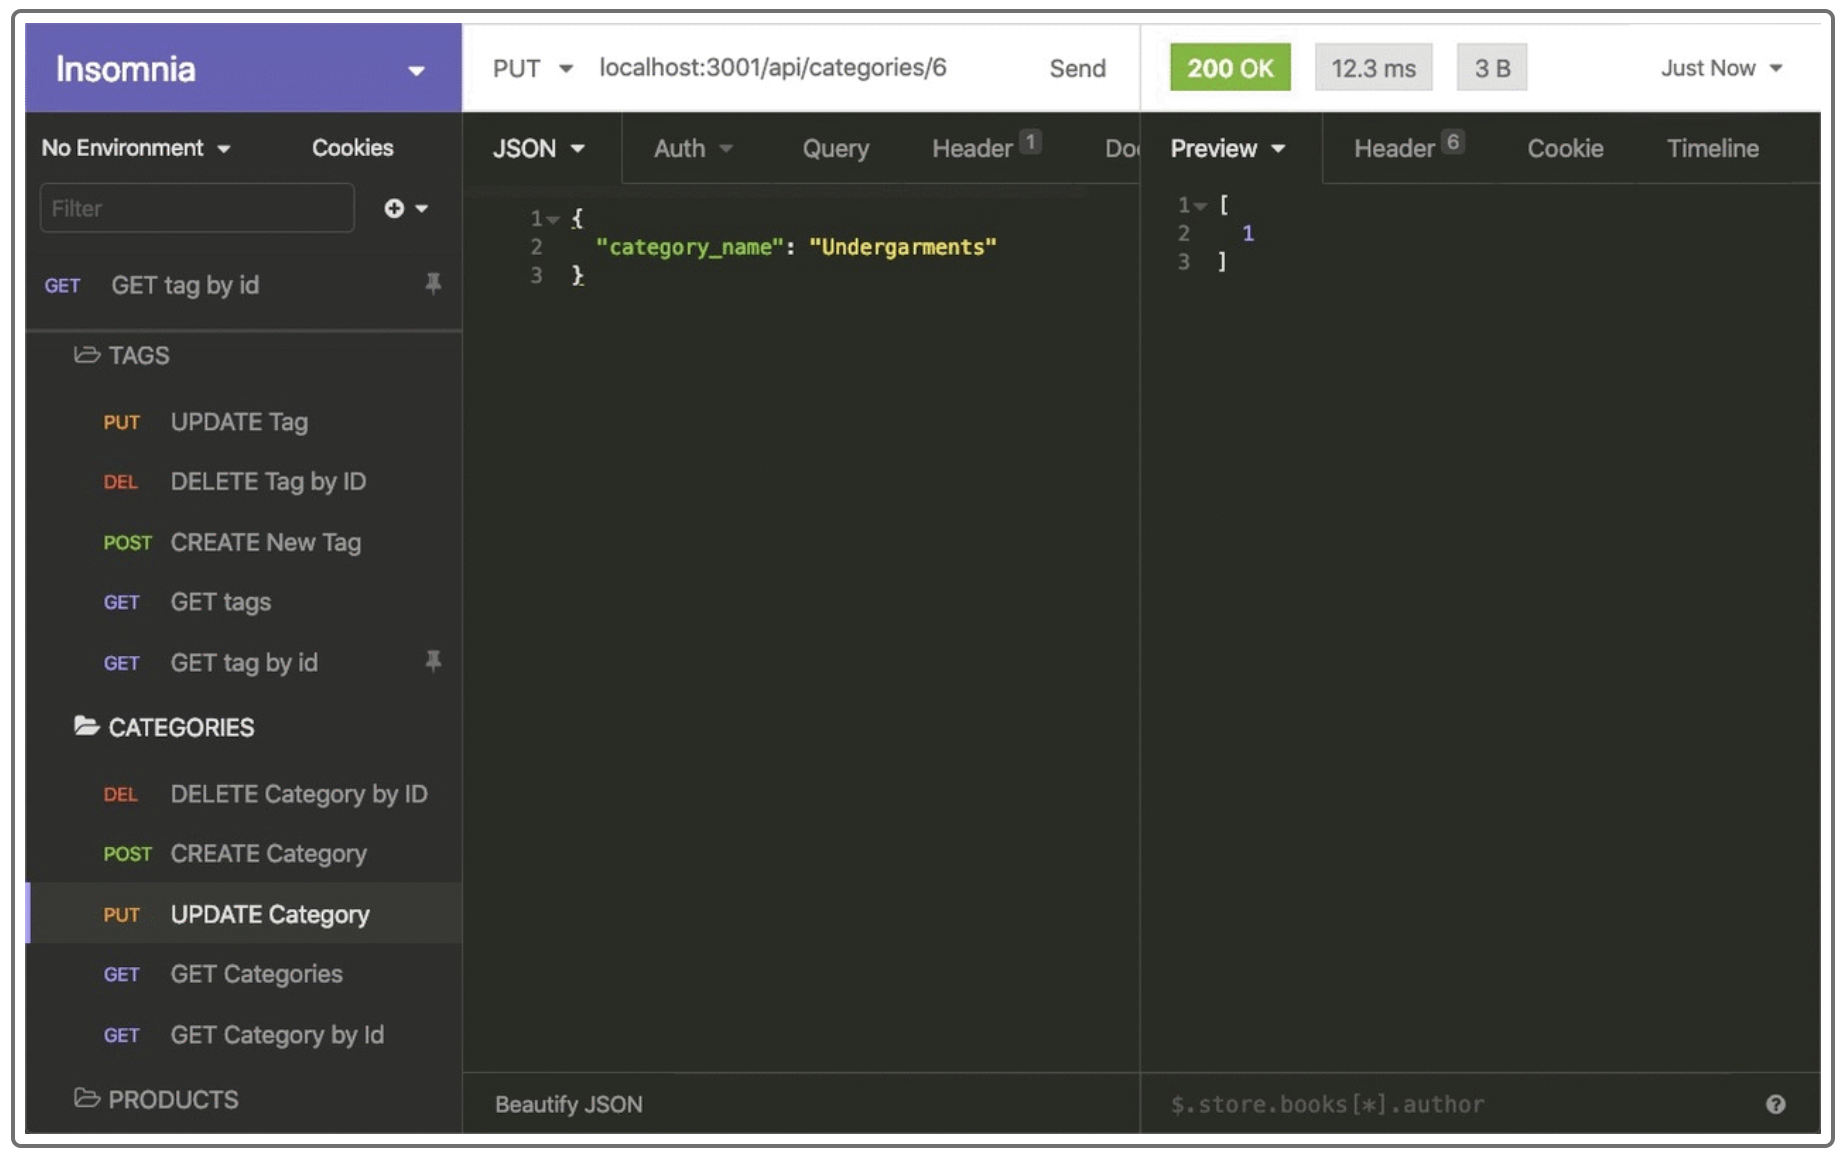 Insomnia
PUT localhost:3001/api/categories/6 Send
200 OK 12.3 ms 3 B Just Now
No Environment Cookies
JSON Auth Query Header 1 Doc
Preview Header 6 Cookie Timeline
Filter
1 {
2 "category_name": "Undergarments"
3 }
1 [
2 1
3 ]
GET GET tag by id
TAGS
PUT UPDATE Tag
DEL DELETE Tag by ID
POST CREATE New Tag
GET GET tags
GET GET tag by id
CATEGORIES
DEL DELETE Category by ID
POST CREATE Category
PUT UPDATE Category
GET GET Categories
GET GET Category by Id
PRODUCTS
Beautify JSON
$.store.books[*].author
?